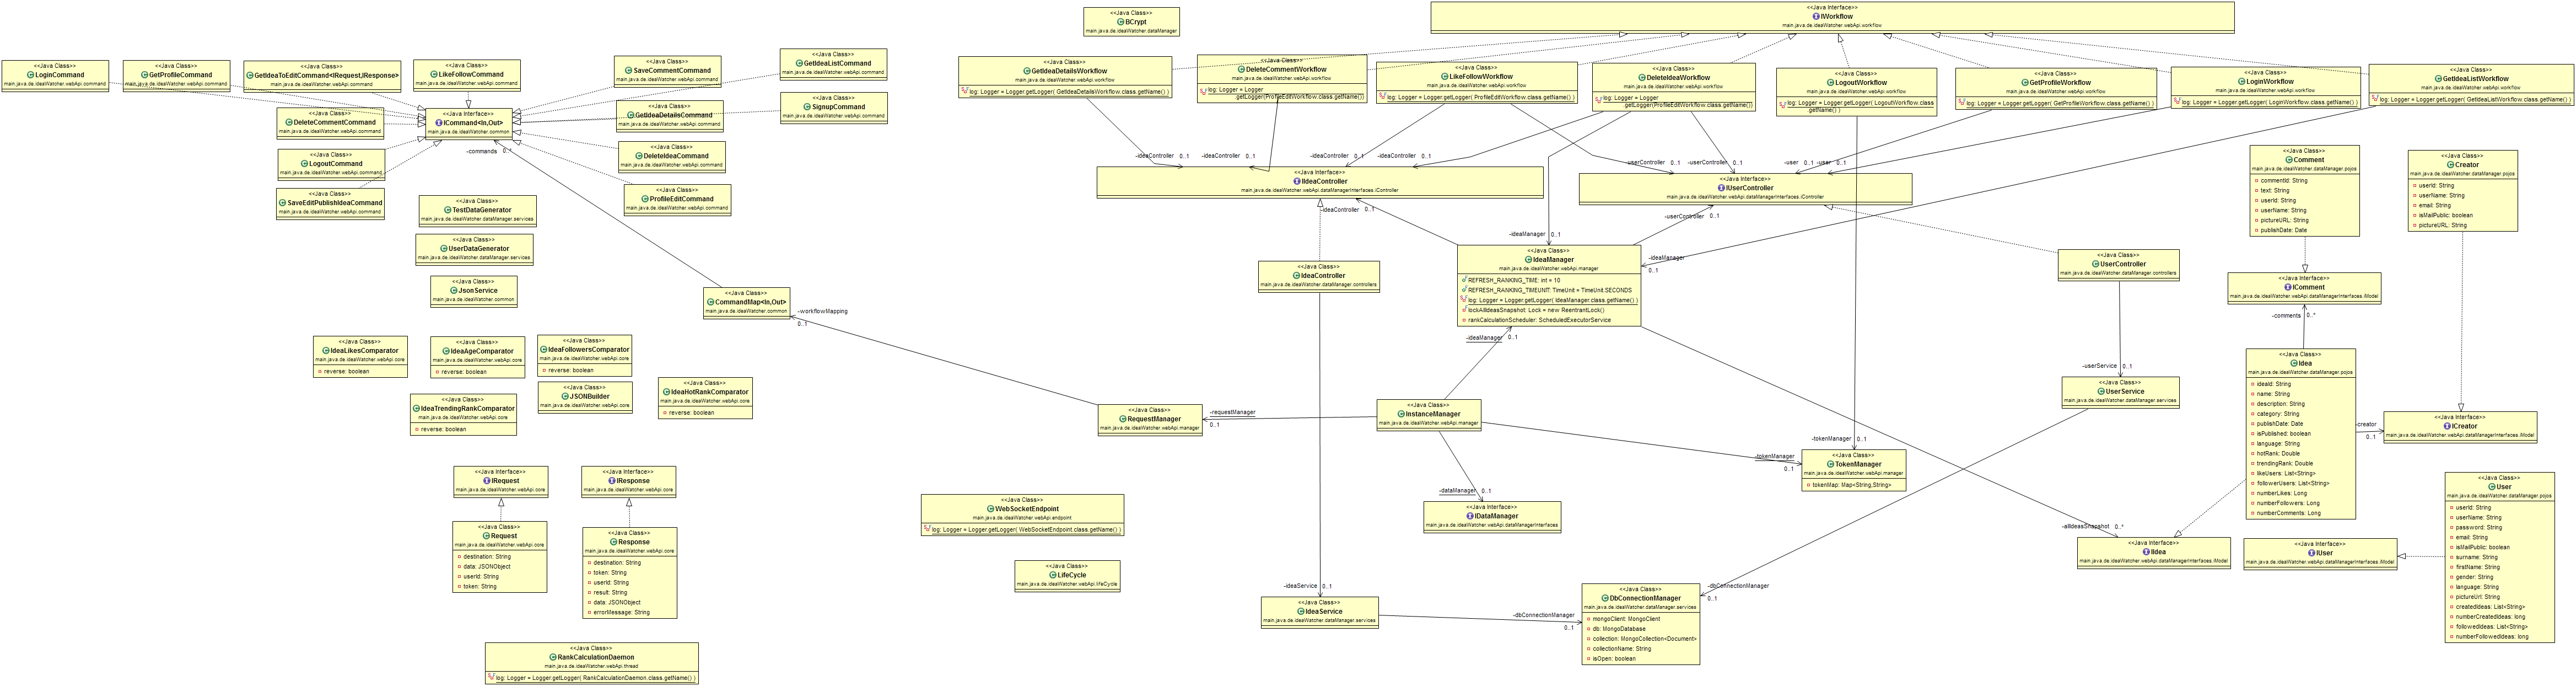 <<Java Class>>
BCrypt
main.java.de.ideaWatcher.dataManager
<<Java Interface>>
IWorkflow
main.java.de.ideaWatcher.webApi.workflow
<<Java Class>>
LoginCommand
main.java.de.ideaWatcher.webApi.command
<<Java Class>>
GetProfileCommand
main.java.de.ideaWatcher.webApi.command
<<Java Class>>
GetIdeaToEditCommand<IRequest,IResponse>
main.java.de.ideaWatcher.webApi.command
<<Java Class>>
LikeFollowCommand
main.java.de.ideaWatcher.webApi.command
<<Java Class>>
SaveCommentCommand
main.java.de.ideaWatcher.webApi.command
<<Java Class>>
GetIdeaListCommand
main.java.de.ideaWatcher.webApi.command
<<Java Class>>
GetIdeaDetailsWorkflow
main.java.de.ideaWatcher.webApi.workflow
log: Logger = Logger.getLogger( GetIdeaDetailsWorkflow.class.getName() )
<<Java Class>>
DeleteCommentWorkflow
main.java.de.ideaWatcher.webApi.workflow
log: Logger = Logger
.getLogger(ProfileEditWorkflow.class.getName())
<<Java Class>>
LikeFollowWorkflow
main.java.de.ideaWatcher.webApi.workflow
log: Logger = Logger.getLogger( ProfileEditWorkflow.class.getName() )
<<Java Class>>
DeleteIdeaWorkflow
main.java.de.ideaWatcher.webApi.workflow
log: Logger = Logger
.getLogger(ProfileEditWorkflow.class.getName())
<<Java Class>>
LogoutWorkflow
main.java.de.ideaWatcher.webApi.workflow
log: Logger = Logger.getLogger( LogoutWorkflow.class
.getName() )
<<Java Class>>
GetProfileWorkflow
main.java.de.ideaWatcher.webApi.workflow
log: Logger = Logger.getLogger( GetProfileWorkflow.class.getName() )
<<Java Class>>
LoginWorkflow
main.java.de.ideaWatcher.webApi.workflow
log: Logger = Logger.getLogger( LoginWorkflow.class.getName() )
<<Java Class>>
GetIdeaListWorkflow
main.java.de.ideaWatcher.webApi.workflow
log: Logger = Logger.getLogger( GetIdeaListWorkflow.class.getName() )
<<Java Class>>
DeleteCommentCommand
main.java.de.ideaWatcher.webApi.command
<<Java Interface>>
ICommand<In,Out>
main.java.de.ideaWatcher.common
<<Java Class>>
GetIdeaDetailsCommand
main.java.de.ideaWatcher.webApi.command
<<Java Class>>
SignupCommand
main.java.de.ideaWatcher.webApi.command
-commands 0..1
<<Java Class>>
LogoutCommand
main.java.de.ideaWatcher.webApi.command
<<Java Class>>
DeleteIdeaCommand
main.java.de.ideaWatcher.webApi.command
<<Java Class>>
SaveEditPublishIdeaCommand
main.java.de.ideaWatcher.webApi.command
<<Java Class>>
ProfileEditCommand
main.java.de.ideaWatcher.webApi.command
-ideaController 0..1
-ideaController 0..1
-ideaController 0..1
-ideaController 0..1
-userController 0..1
-userController 0..1
-user 0..1
-user 0..1
<<Java Interface>>
IIdeaController
main.java.de.ideaWatcher.webApi.dataManagerInterfaces.iController
<<Java Interface>>
IUserController
main.java.de.ideaWatcher.webApi.dataManagerInterfaces.iController
<<Java Class>>
Comment
main.java.de.ideaWatcher.dataManager.pojos
commentId: String
text: String
userId: String
userName: String
pictureURL: String
publishDate: Date
<<Java Class>>
Creator
main.java.de.ideaWatcher.dataManager.pojos
userId: String
userName: String
email: String
isMailPublic: boolean
pictureURL: String
<<Java Class>>
TestDataGenerator
main.java.de.ideaWatcher.dataManager.services
<<Java Class>>
UserDataGenerator
main.java.de.ideaWatcher.dataManager.services
<<Java Class>>
JsonService
main.java.de.ideaWatcher.common
-ideaController
0..1
-userController 0..1
-ideaManager 0..1
-ideaManager
0..1
<<Java Class>>
IdeaController
main.java.de.ideaWatcher.dataManager.controllers
<<Java Class>>
IdeaManager
main.java.de.ideaWatcher.webApi.manager
REFRESH_RANKING_TIME: int = 10
REFRESH_RANKING_TIMEUNIT: TimeUnit = TimeUnit.SECONDS
log: Logger = Logger.getLogger( IdeaManager.class.getName() )
lockAllIdeasSnapshot: Lock = new ReentrantLock()
rankCalculationScheduler: ScheduledExecutorService
<<Java Class>>
UserController
main.java.de.ideaWatcher.dataManager.controllers
<<Java Interface>>
IComment
main.java.de.ideaWatcher.webApi.dataManagerInterfaces.iModel
-comments 0..*
<<Java Class>>
CommandMap<In,Out>
main.java.de.ideaWatcher.common
-workflowMapping
0..1
<<Java Class>>
IdeaLikesComparator
main.java.de.ideaWatcher.webApi.core
reverse: boolean
<<Java Class>>
IdeaAgeComparator
main.java.de.ideaWatcher.webApi.core
reverse: boolean
<<Java Class>>
IdeaFollowersComparator
main.java.de.ideaWatcher.webApi.core
reverse: boolean
<<Java Class>>
JSONBuilder
main.java.de.ideaWatcher.webApi.core
<<Java Class>>
IdeaHotRankComparator
main.java.de.ideaWatcher.webApi.core
reverse: boolean
<<Java Class>>
IdeaTrendingRankComparator
main.java.de.ideaWatcher.webApi.core
reverse: boolean
-ideaManager 0..1
<<Java Class>>
RequestManager
main.java.de.ideaWatcher.webApi.manager
-requestManager
0..1
<<Java Class>>
InstanceManager
main.java.de.ideaWatcher.webApi.manager
-userService 0..1
<<Java Class>>
UserService
main.java.de.ideaWatcher.dataManager.services
<<Java Class>>
Idea
main.java.de.ideaWatcher.dataManager.pojos
ideaId: String
name: String
description: String
category: String
publishDate: Date
isPublished: boolean
language: String
hotRank: Double
trendingRank: Double
likeUsers: List<String>
followerUsers: List<String>
numberLikes: Long
numberFollowers: Long
numberComments: Long
-creator
0..1
<<Java Interface>>
ICreator
main.java.de.ideaWatcher.webApi.dataManagerInterfaces.iModel
-tokenManager 0..1
-tokenManager
0..1
<<Java Class>>
TokenManager
main.java.de.ideaWatcher.webApi.manager
tokenMap: Map<String,String>
<<Java Interface>>
IRequest
main.java.de.ideaWatcher.webApi.core
<<Java Interface>>
IResponse
main.java.de.ideaWatcher.webApi.core
<<Java Class>>
Request
main.java.de.ideaWatcher.webApi.core
destination: String
data: JSONObject
userId: String
token: String
<<Java Class>>
Response
main.java.de.ideaWatcher.webApi.core
destination: String
token: String
userId: String
result: String
data: JSONObject
errorMessage: String
<<Java Class>>
WebSocketEndpoint
main.java.de.ideaWatcher.webApi.endpoint
log: Logger = Logger.getLogger( WebSocketEndpoint.class.getName() )
-dataManager 0..1
<<Java Interface>>
IDataManager
main.java.de.ideaWatcher.webApi.dataManagerInterfaces
<<Java Class>>
User
main.java.de.ideaWatcher.dataManager.pojos
userId: String
userName: String
password: String
email: String
isMailPublic: boolean
surname: String
firstName: String
gender: String
language: String
pictureUrl: String
createdIdeas: List<String>
numberCreatedIdeas: long
followedIdeas: List<String>
numberFollowedIdeas: long
-allIdeasSnapshot 0..*
<<Java Interface>>
IIdea
main.java.de.ideaWatcher.webApi.dataManagerInterfaces.iModel
<<Java Interface>>
IUser
main.java.de.ideaWatcher.webApi.dataManagerInterfaces.iModel
<<Java Class>>
LifeCycle
main.java.de.ideaWatcher.webApi.lifeCycle
-ideaService 0..1
<<Java Class>>
IdeaService
main.java.de.ideaWatcher.dataManager.services
-dbConnectionManager
0..1
-dbConnectionManager
0..1
<<Java Class>>
DbConnectionManager
main.java.de.ideaWatcher.dataManager.services
mongoClient: MongoClient
db: MongoDatabase
collection: MongoCollection<Document>
collectionName: String
isOpen: boolean
<<Java Class>>
RankCalculationDaemon
main.java.de.ideaWatcher.webApi.thread
log: Logger = Logger.getLogger( RankCalculationDaemon.class.getName() )